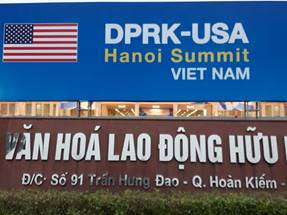 DPRK-USA
Hanoi Summit
VIET NAM
VĂN HOÁ LAO ĐỘNG HỮU
Đ/C: Số 91 Trần Hưng Đạo - Q. Hoàn Kiếm -